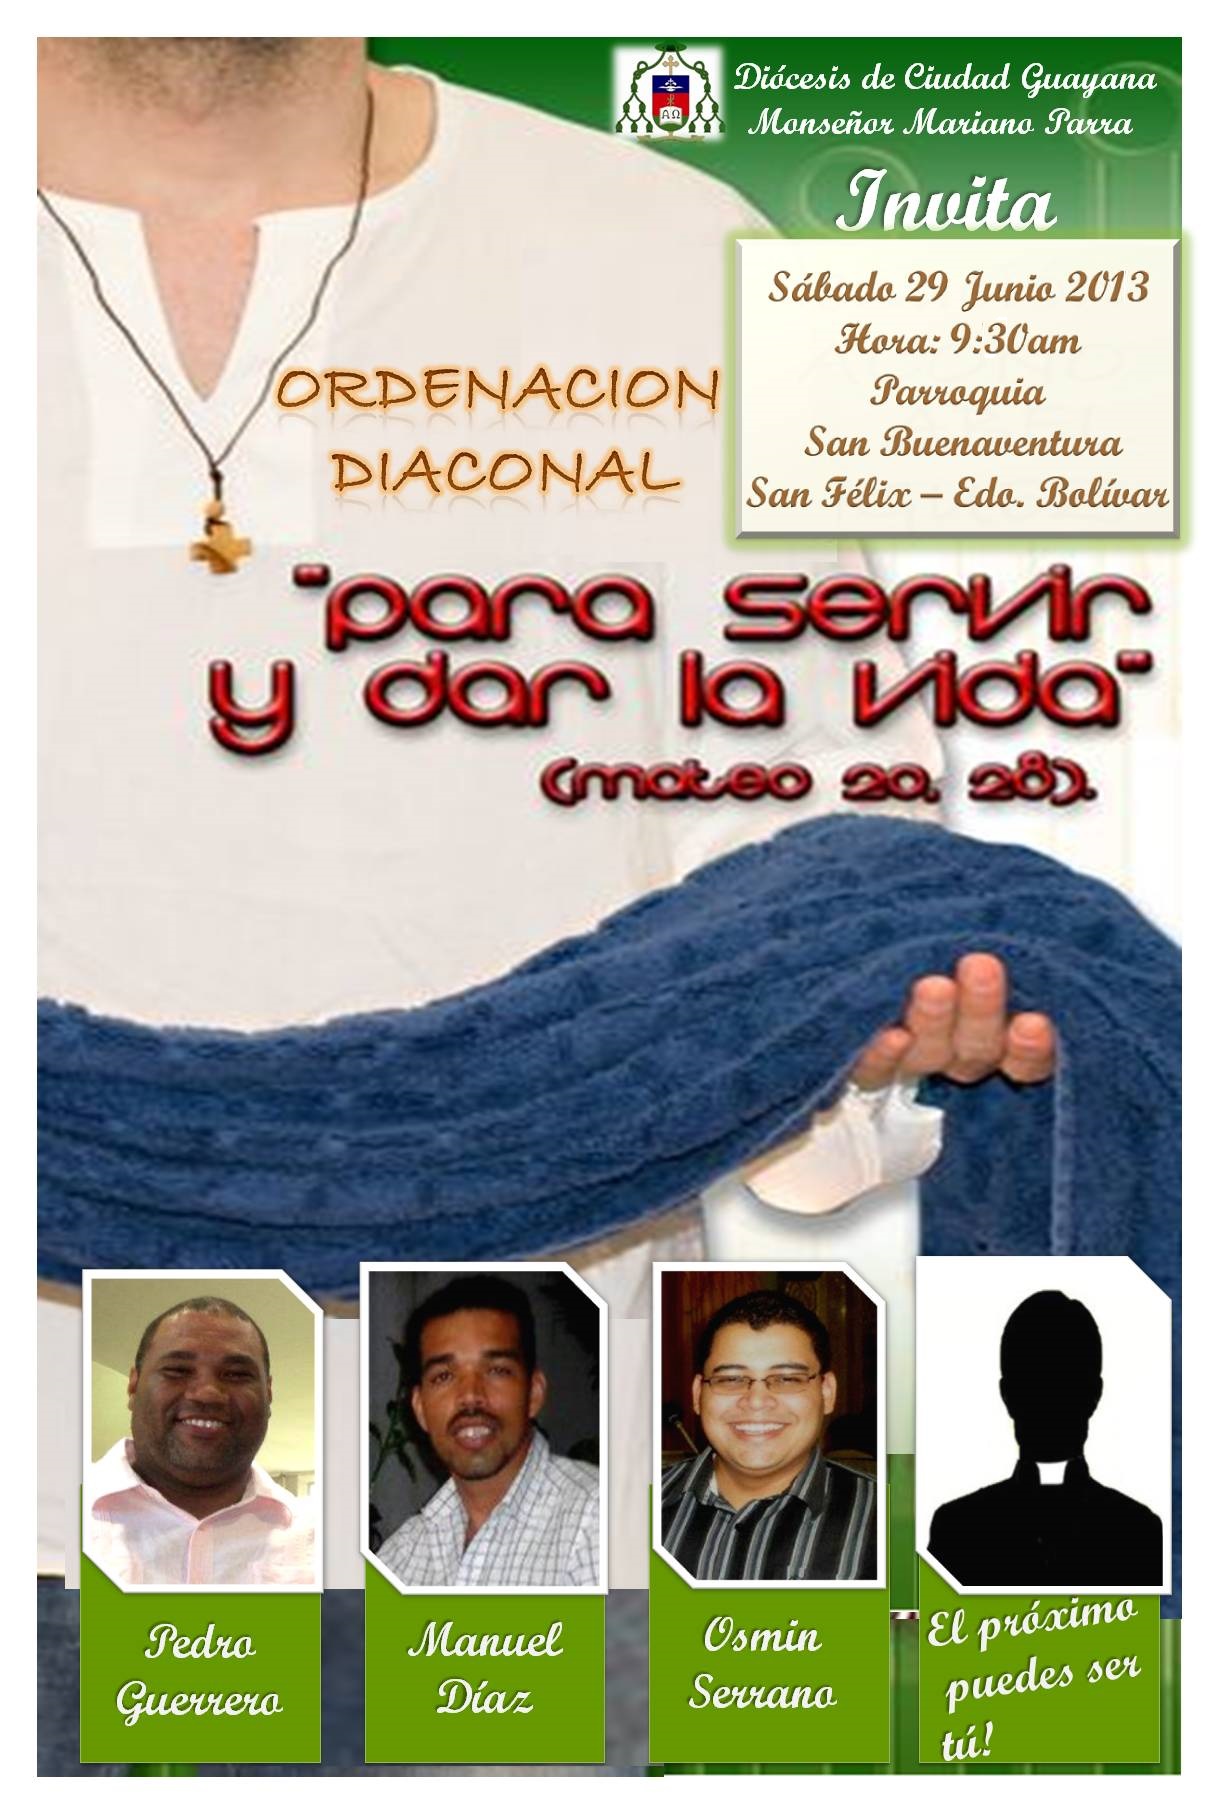 Diócesis de Ciudad Guayana
Monseñor Mariano Parra
Invita
Sábado 29 Junio 2013
Hora: 9:30am
Parroquia
San Buenaventura
San Félix – Edo. Bolívar
ORDENACION
DIACONAL
"para servir
y dar la vida"
(mateo 20, 28).
Pedro
Guerrero
Manuel
Díaz
Osmin
Serrano
El próximo
puedes ser
tú!
ΑΩ